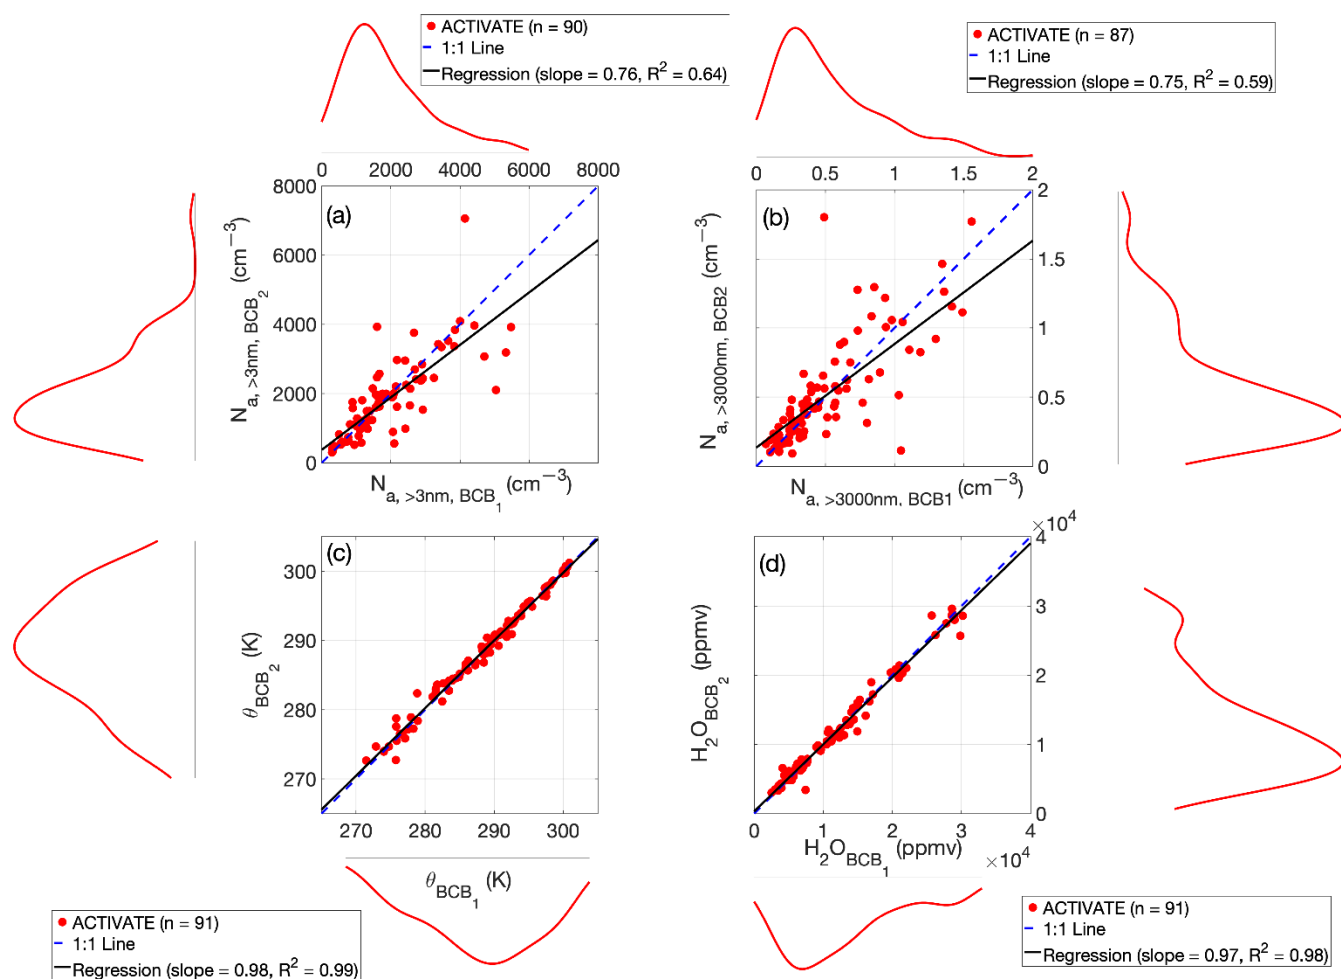 ACTIVATE (n = 90)
1:1 Line
Regression (slope = 0.76, R² = 0.64)
ACTIVATE (n = 87)
1:1 Line
Regression (slope = 0.75, R² = 0.59)
0 2000 4000 6000 8000
0 0.5 1 1.5 2
(a)
8000
6000
4000
2000
0
N_a, >3nm, BCB_2 (cm⁻³)
N_a, >3nm, BCB_1 (cm⁻³)
(b)
2
1.5
1
0.5
0
N_a, >3000nm, BCB2 (cm⁻³)
N_a, >3000nm, BCB1 (cm⁻³)
(c)
300
290
280
270
θ_BCB_2 (K)
270 280 290 300
θ_BCB_1 (K)
(d)
×10⁴
4
3
2
1
0
H₂O_BCB_2 (ppmv)
0 1 2 3 4
H₂O_BCB_1 (ppmv)
×10⁴
ACTIVATE (n = 91)
1:1 Line
Regression (slope = 0.98, R² = 0.99)
ACTIVATE (n = 91)
1:1 Line
Regression (slope = 0.97, R² = 0.98)